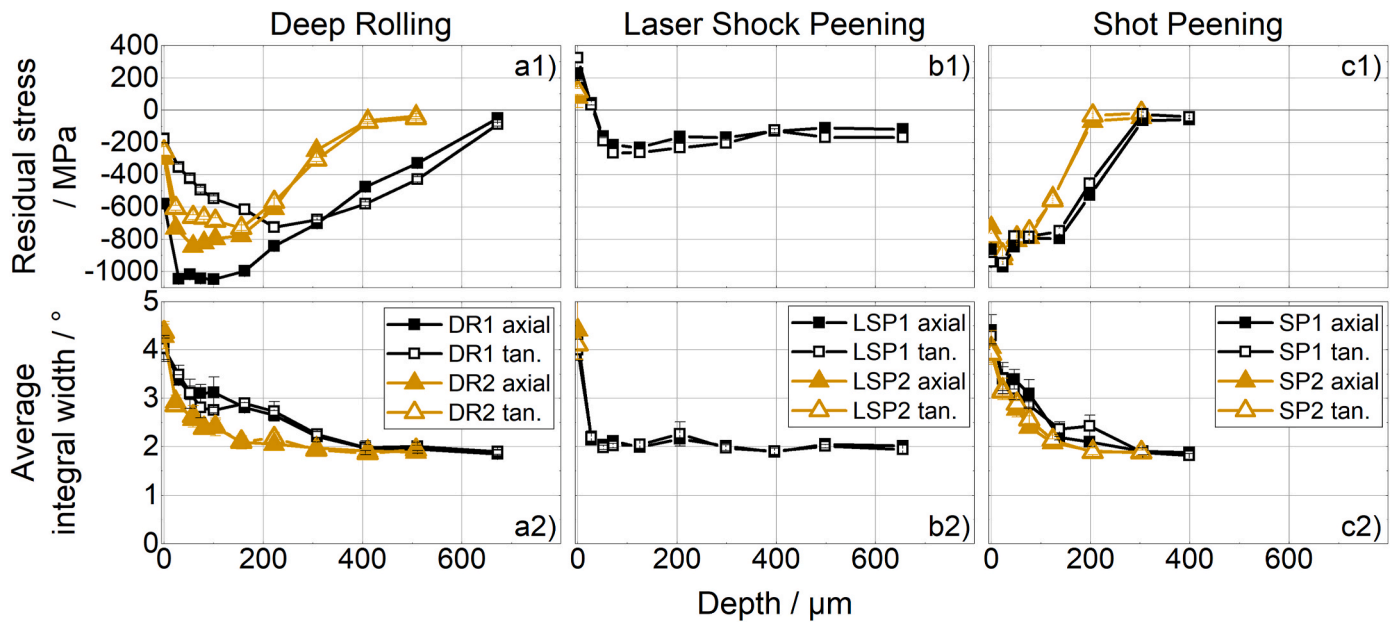 Deep Rolling
Laser Shock Peening
Shot Peening
Residual stress
/ MPa
400
200
0
-200
-400
-600
-800
-1000
a1)
b1)
c1)
Average
integral width / °
5
4
3
2
1
0
DR1 axial
DR1 tan.
DR2 axial
DR2 tan.
a2)
LSP1 axial
LSP1 tan.
LSP2 axial
LSP2 tan.
b2)
SP1 axial
SP1 tan.
SP2 axial
SP2 tan.
c2)
0 200 400 600
0 200 400 600
0 200 400 600
Depth / µm